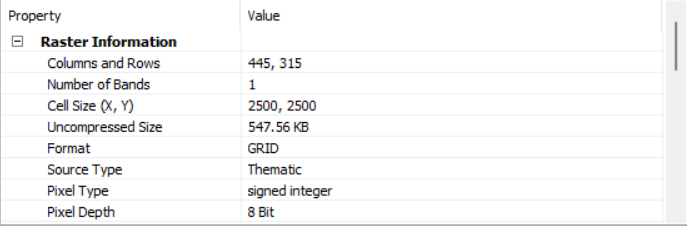 Property Value
Raster Information
Columns and Rows 445, 315
Number of Bands 1
Cell Size (X, Y) 2500, 2500
Uncompressed Size 547.56 KB
Format GRID
Source Type Thematic
Pixel Type signed integer
Pixel Depth 8 Bit